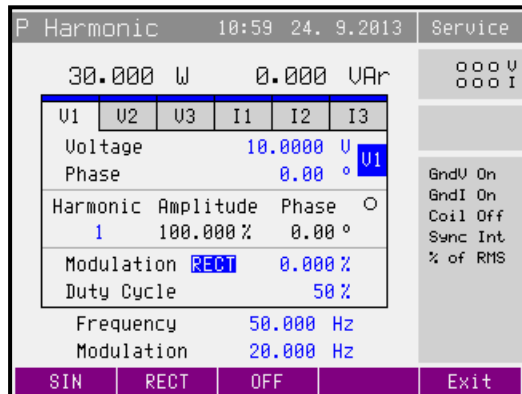 P Harmonic 10:59 24. 9.2013 Service
30.000 W 0.000 VAr
o o o V
o o o I
V1 V2 V3 I1 I2 I3
Voltage 10.0000 V
V1
Phase 0.00 °
Harmonic Amplitude Phase
1 100.000 % 0.00 °
Modulation RECT 0.000 %
Duty Cycle 50 %
Frequency 50.000 Hz
Modulation 20.000 Hz
GndU On
GndI On
Coil Off
Sync Int
% of RMS
SIN RECT OFF Exit